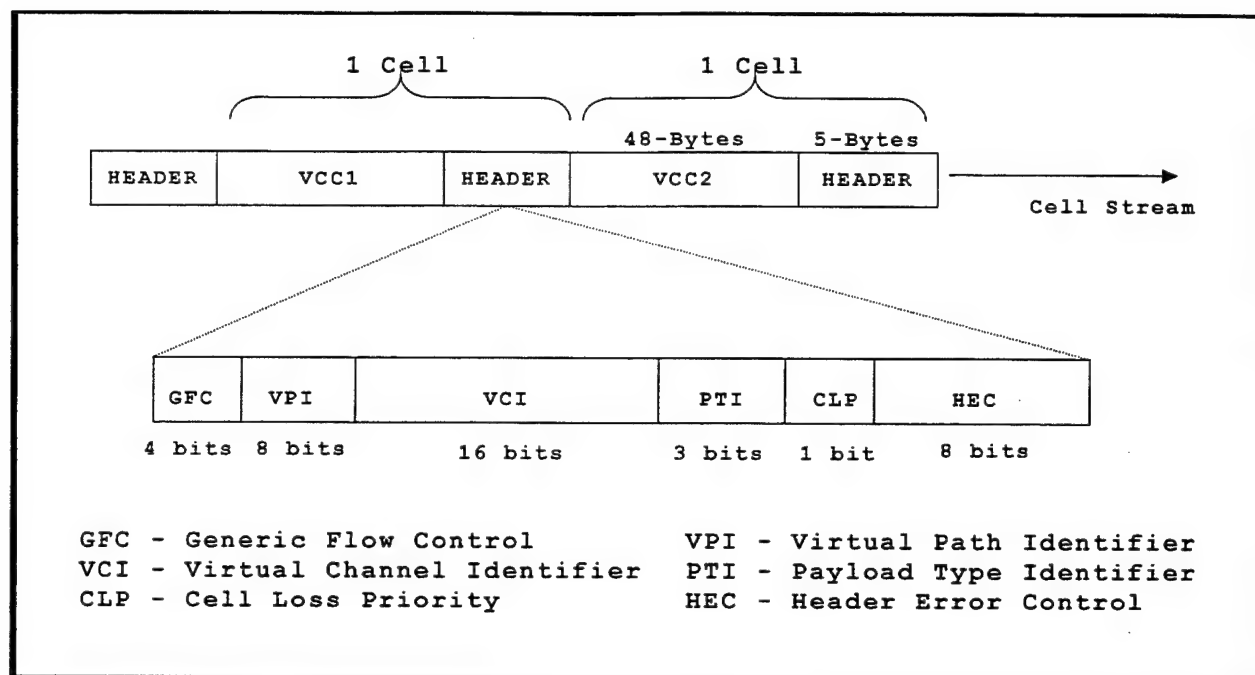 1 Cell 1 Cell
48-Bytes 5-Bytes
HEADER VCC1 HEADER VCC2 HEADER
Cell Stream
GFC VPI VCI PTI CLP HEC
4 bits 8 bits 16 bits 3 bits 1 bit 8 bits
GFC - Generic Flow Control VPI - Virtual Path Identifier
VCI - Virtual Channel Identifier PTI - Payload Type Identifier
CLP - Cell Loss Priority HEC - Header Error Control